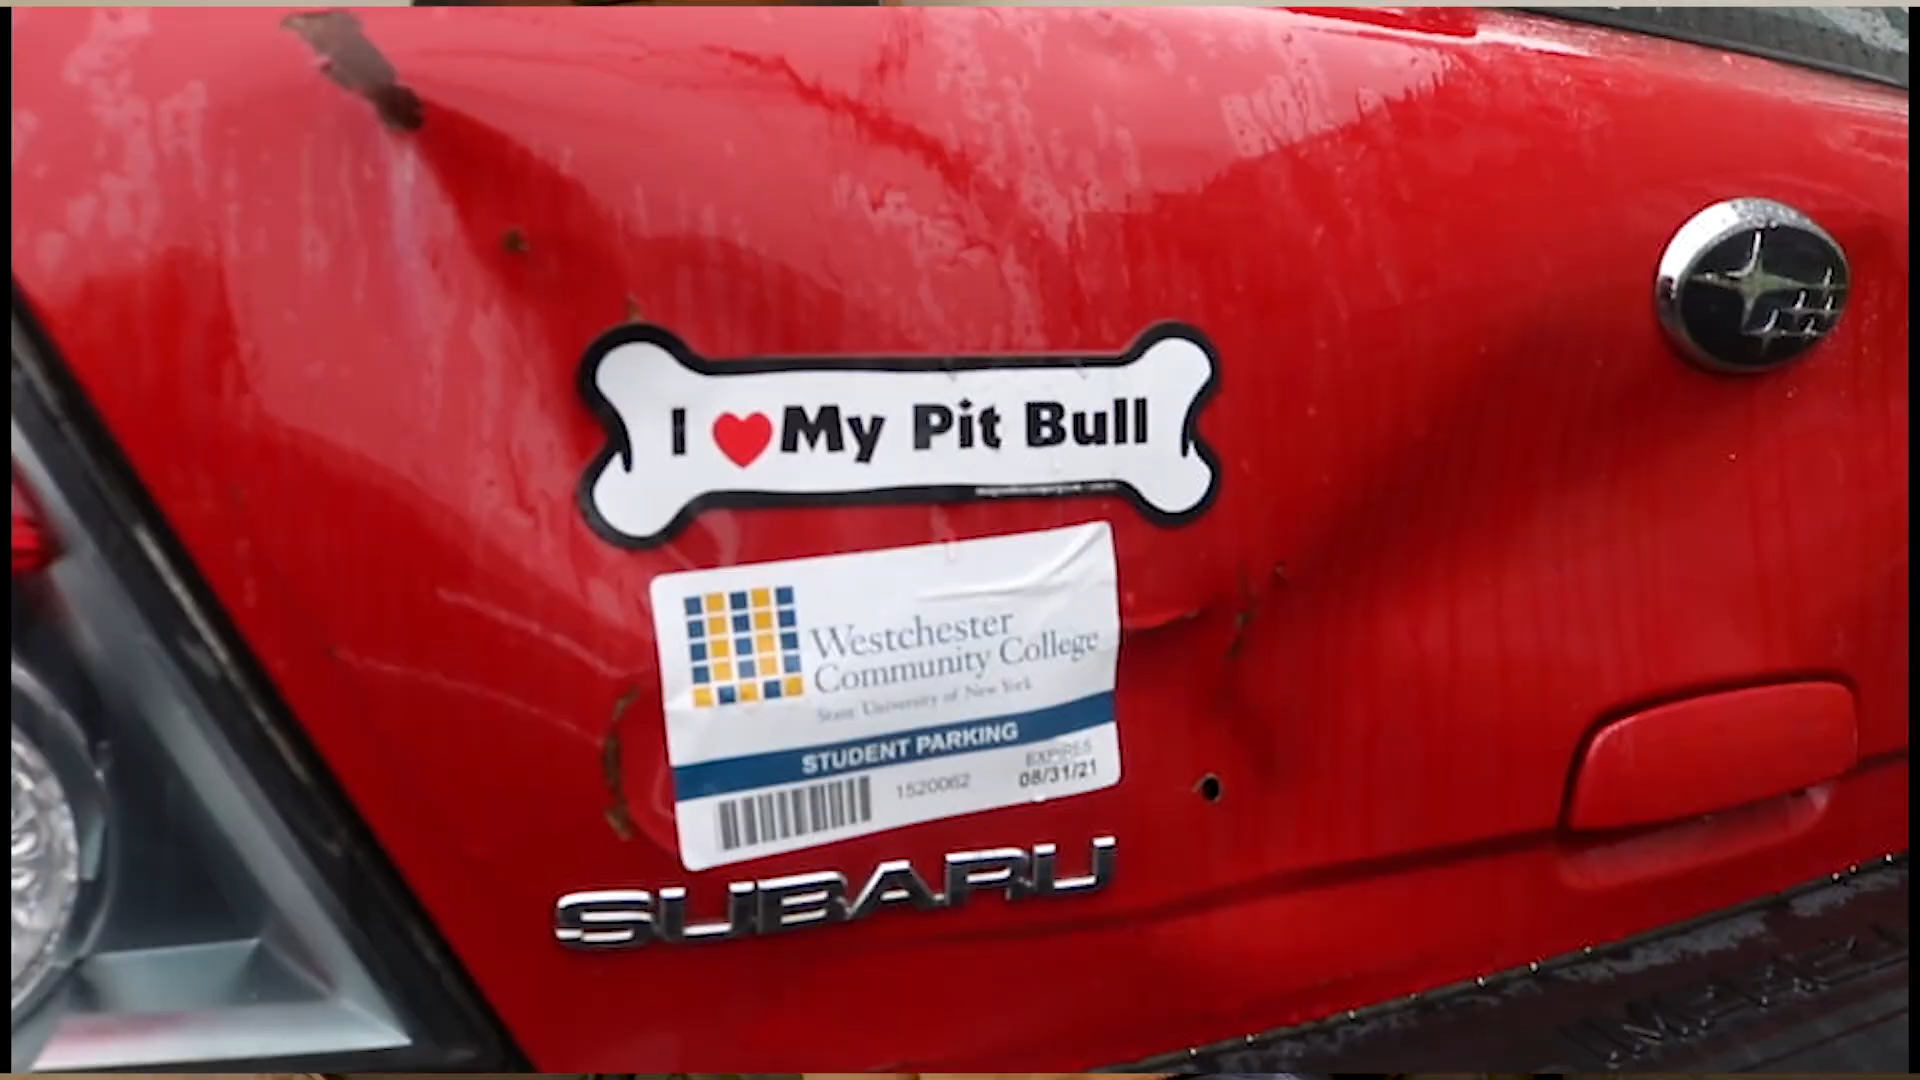 I ❤ My Pit Bull
Westchester
Community College
State University of New York
STUDENT PARKING
1520062
EXPIRES
08/31/21
SUBARU